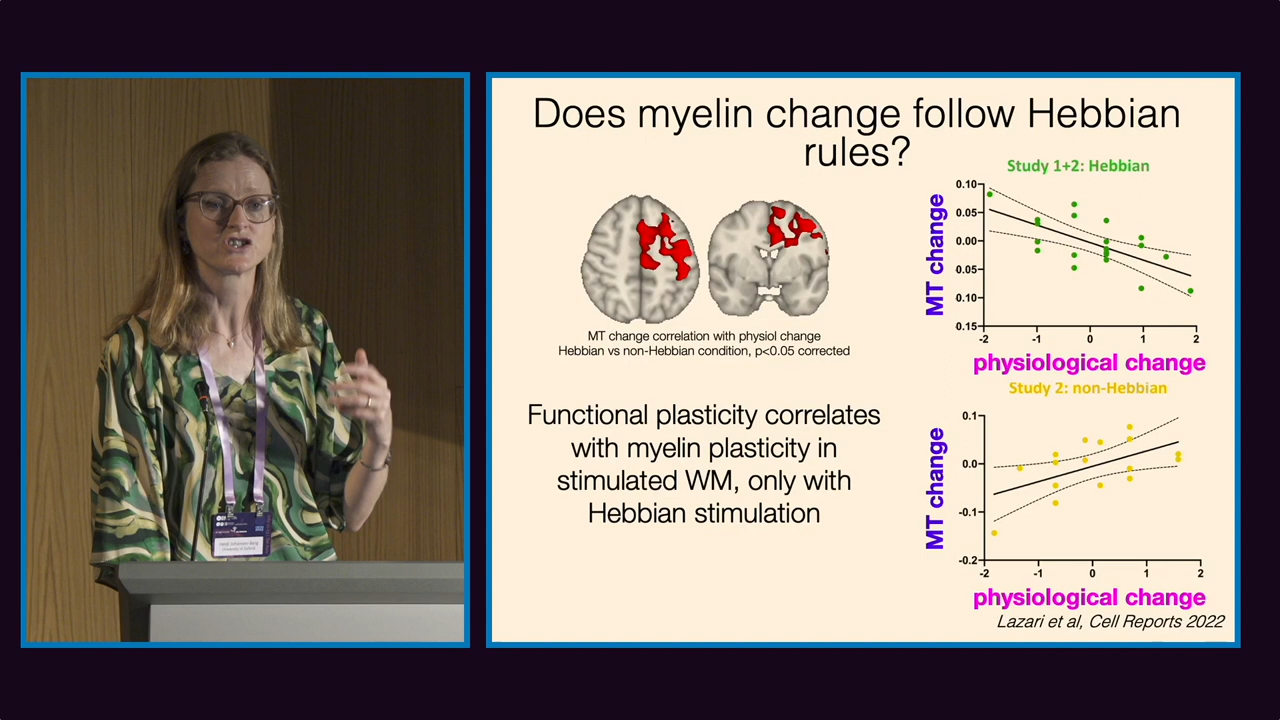 Does myelin change follow Hebbian
rules?
MT change correlation with physiol change
Hebbian vs non-Hebbian condition, p<0.05 corrected
Functional plasticity correlates
with myelin plasticity in
stimulated WM, only with
Hebbian stimulation
Study 1+2: Hebbian
MT change
0.10
0.05
0.00
0.05
0.10
0.15
-2
-1
0
1
2
physiological change
Study 2: non-Hebbian
MT change
0.1
0.0
-0.1
-0.2
-2
-1
0
1
2
physiological change
Lazari et al, Cell Reports 2022